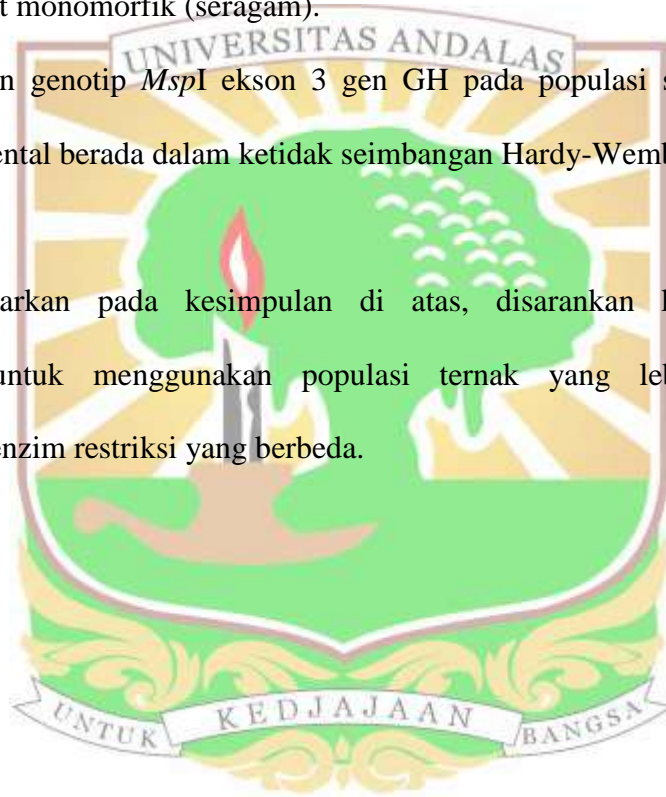 t monomorfik (seragam).
UNIVERSITAS ANDALAS
n genotip MspI ekson 3 gen GH pada populasi s
ental berada dalam ketidak seimbangan Hardy-Wemb
arkan pada kesimpulan di atas, disarankan
untuk menggunakan populasi ternak yang leb
enzim restriksi yang berbeda.
UNTUK KEDJAJAAN BANGSA